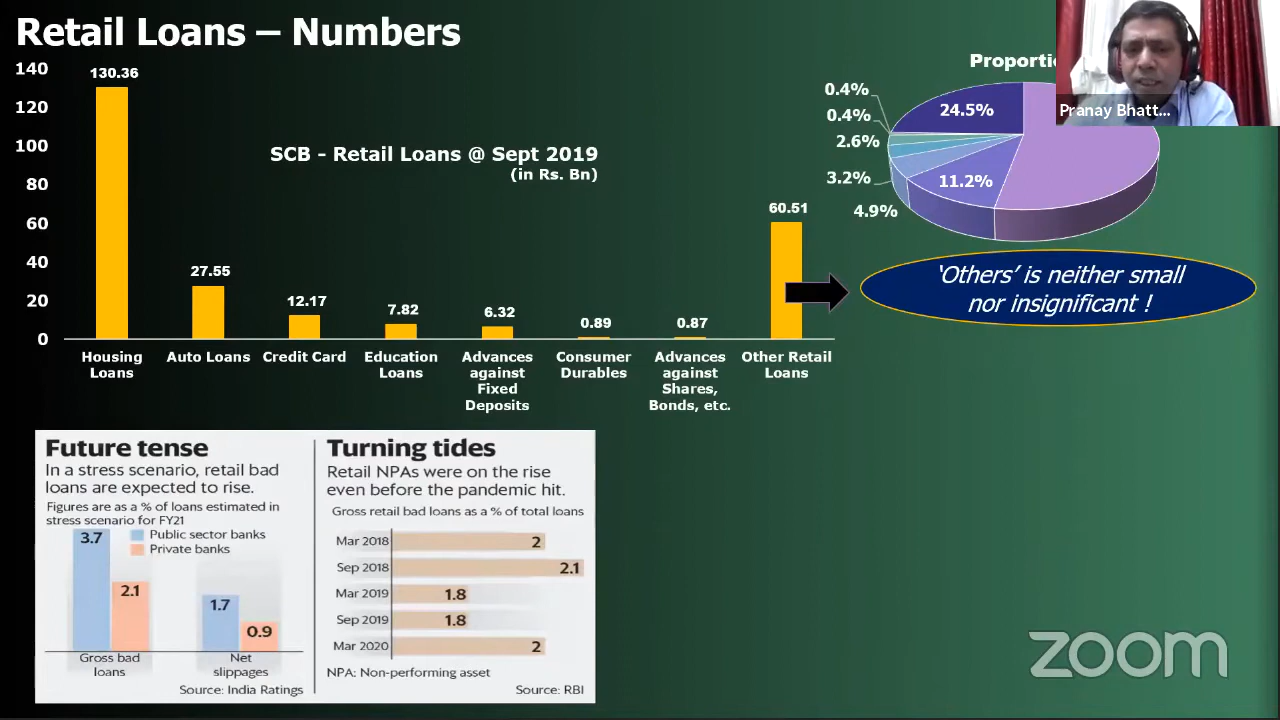 Retail Loans – Numbers
140
120
100
80
60
40
20
0
130.36
27.55
12.17
7.82
6.32
0.89
0.87
60.51
SCB - Retail Loans @ Sept 2019
(in Rs. Bn)
Housing
Loans
Auto Loans
Credit Card
Education
Loans
Advances
against
Fixed
Deposits
Consumer
Durables
Advances
against
Shares,
Bonds, etc.
Other Retail
Loans
Proportio
0.4%
0.4%
2.6%
3.2%
4.9%
11.2%
24.5%
Pranay Bhatt...
‘Others’ is neither small
nor insignificant !
Future tense
In a stress scenario, retail bad
loans are expected to rise.
Figures are as a % of loans estimated in
stress scenario for FY21
Public sector banks
Private banks
3.7
2.1
1.7
0.9
Gross bad
loans
Net
slippages
Source: India Ratings
Turning tides
Retail NPAs were on the rise
even before the pandemic hit.
Gross retail bad loans as a % of total loans
Mar 2018 2
Sep 2018 2.1
Mar 2019 1.8
Sep 2019 1.8
Mar 2020 2
NPA: Non-performing asset
Source: RBI
zoom